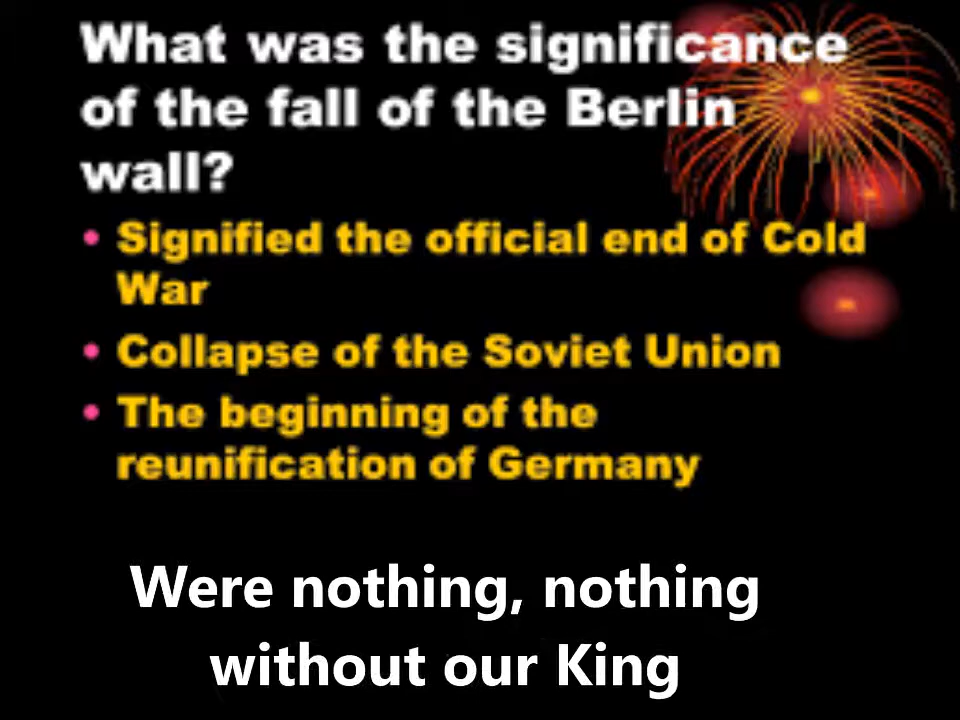 What was the significance
of the fall of the Berlin
wall?
• Signified the official end of Cold
War
• Collapse of the Soviet Union
• The beginning of the
reunification of Germany
Were nothing, nothing
without our King